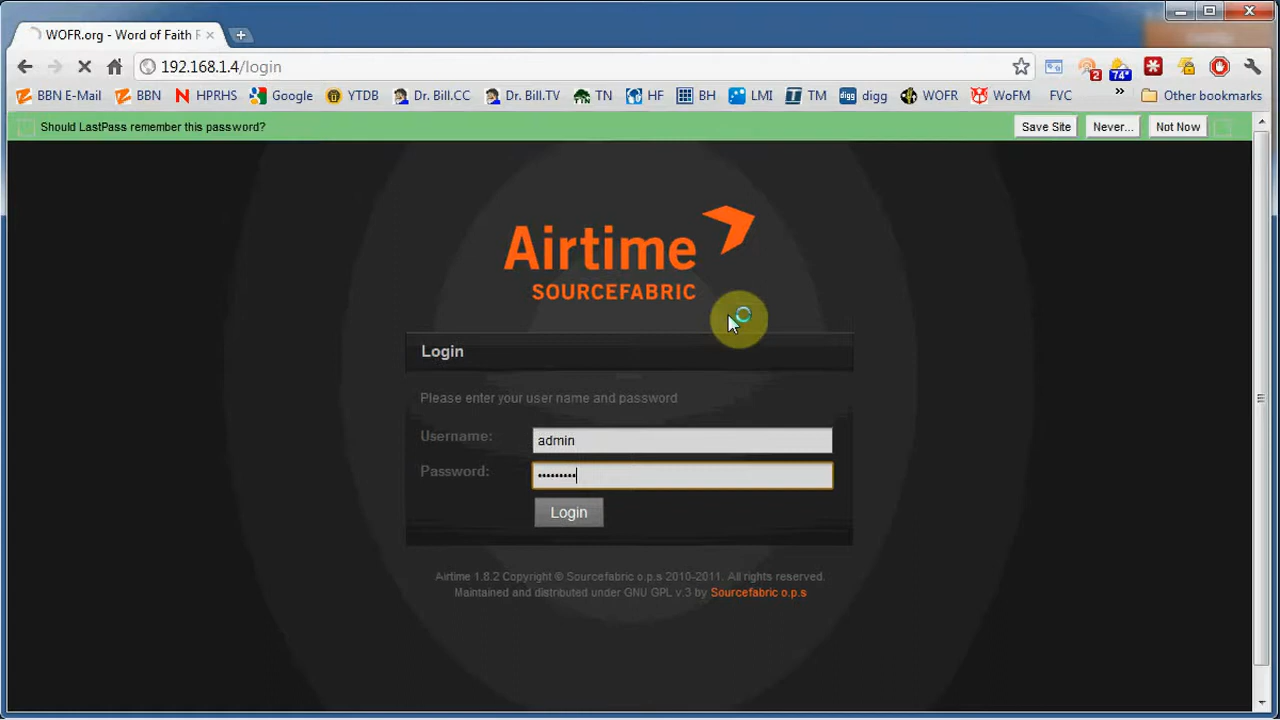 WOFR.org - Word of Faith F
192.168.1.4/login
2
74°
BBN E-Mail BBN HPRHS Google YTDB Dr. Bill.CC Dr. Bill.TV TN HF BH LMI TM digg digg WOFR WoFM FVC » Other bookmarks
Should LastPass remember this password? Save Site Never... Not Now
Airtime
SOURCEFABRIC
Login
Please enter your user name and password
Username: admin
Password: •••••••••
Login
Airtime 1.8.2 Copyright © Sourcefabric o.p.s 2010-2011. All rights reserved.
Maintained and distributed under GNU GPL v.3 by Sourcefabric o.p.s